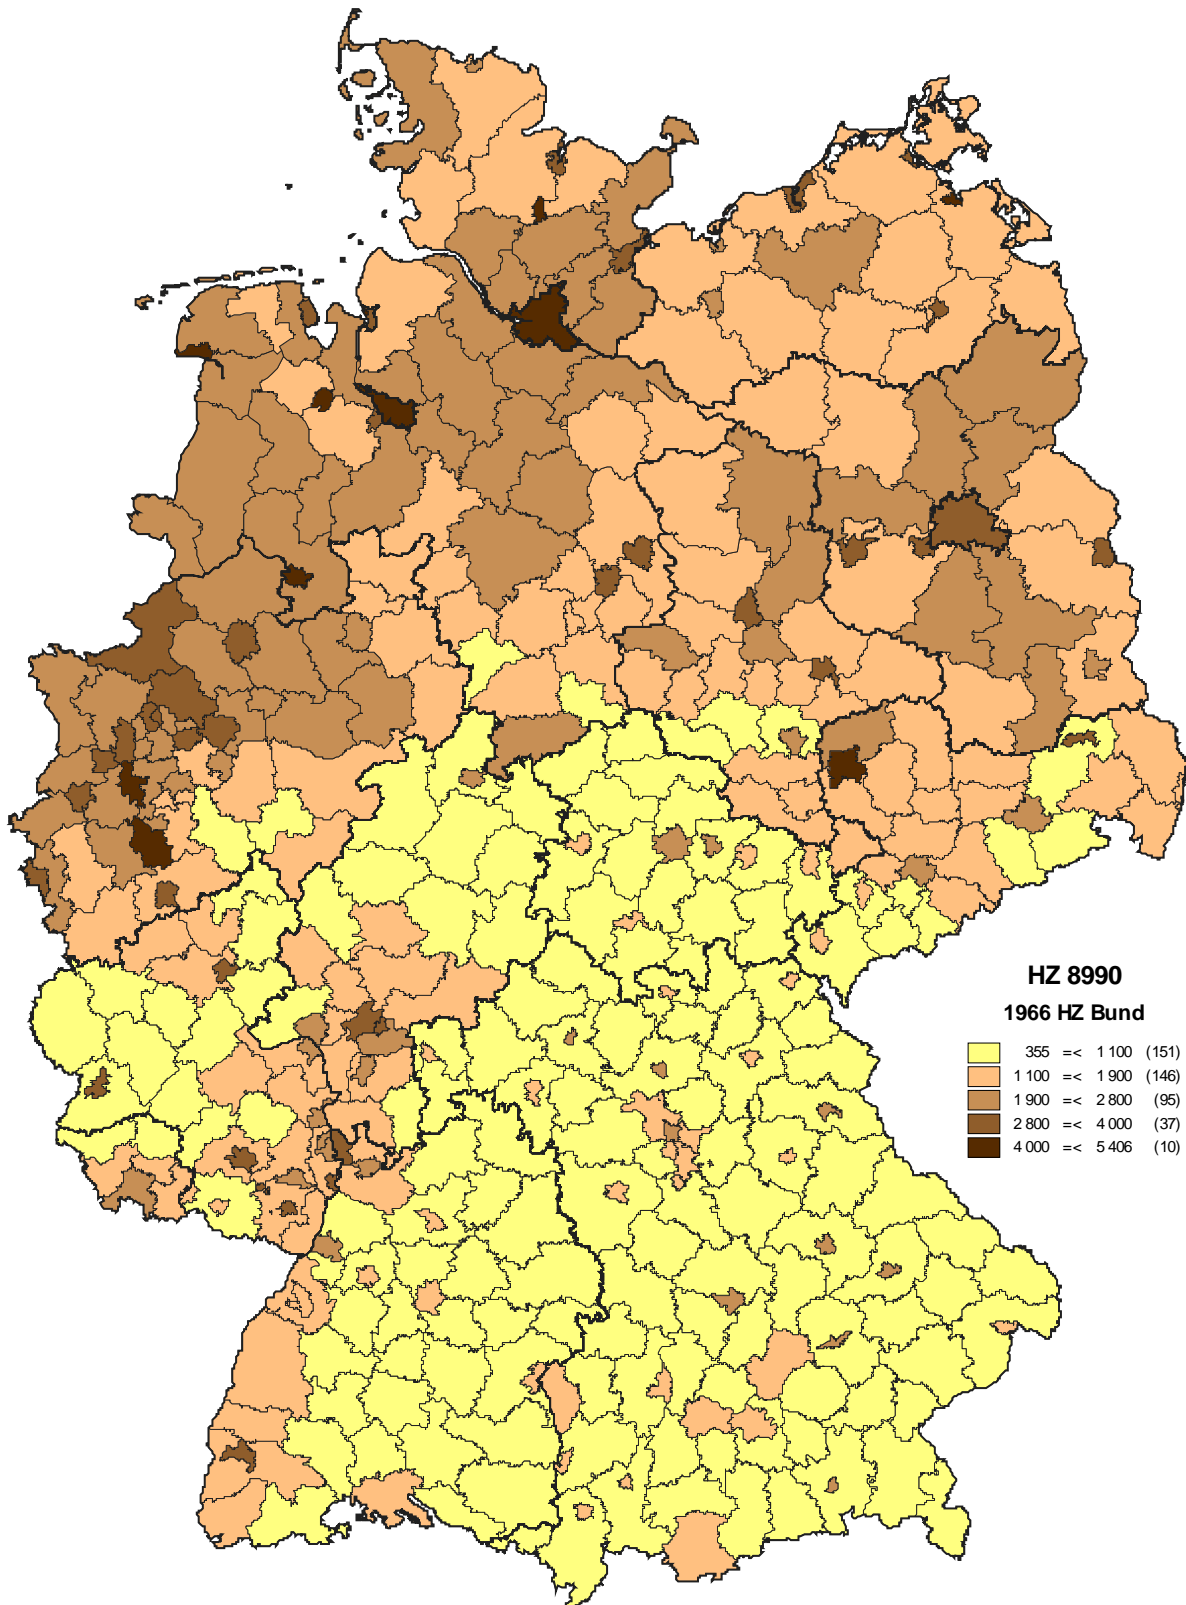 HZ 8990
1966 HZ Bund
355 =< 1 100 (151)
1 100 =< 1 900 (146)
1 900 =< 2 800 (95)
2 800 =< 4 000 (37)
4 000 =< 5 406 (10)